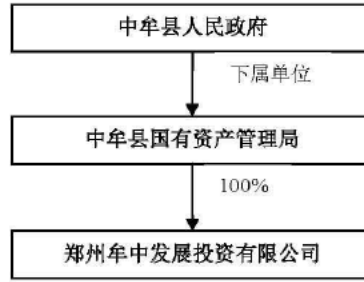 中牟县人民政府
下属单位
中牟县国有资产管理局
100%
郑州牟中发展投资有限公司